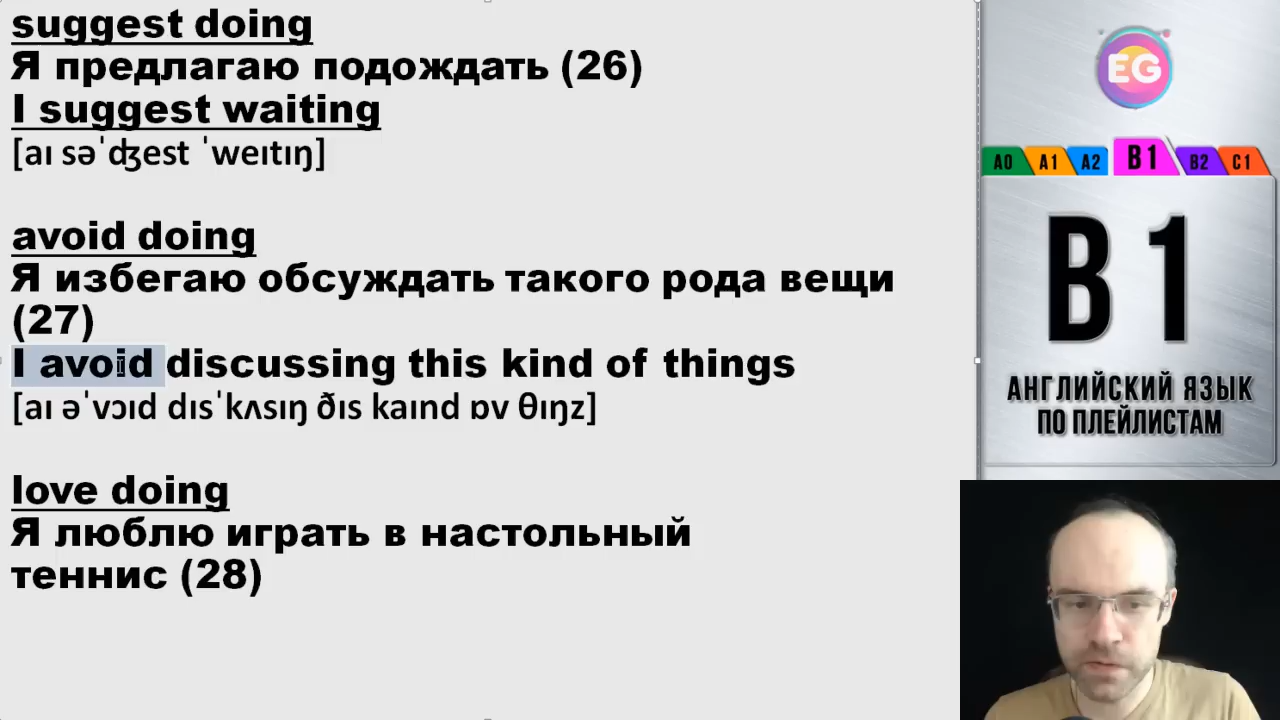 suggest doing
Я предлагаю подождать (26)
I suggest waiting
[aɪ səˈʤest ˈweɪtɪŋ]
avoid doing
Я избегаю обсуждать такого рода вещи
(27)
I avoid discussing this kind of things
[aɪ əˈvɔɪd dɪsˈkʌsɪŋ ðɪs kaɪnd ɒv θɪŋz]
love doing
Я люблю играть в настольный
теннис (28)
EG
A0 A1 A2 B1 B2 C1
B1
АНГЛИЙСКИЙ ЯЗЫК
ПО ПЛЕЙЛИСТАМ